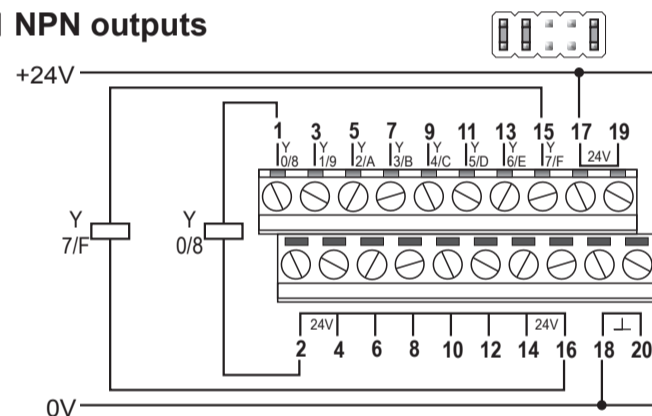 NPN outputs
+24V
1 3 5 7 9 11 13 15 17 19
Y Y Y Y Y Y Y Y
0/8 1/9 2/A 3/B 4/C 5/D 6/E 7/F 24V
Y Y
7/F 0/8
24V 24V
2 4 6 8 10 12 14 16 18 20
0V